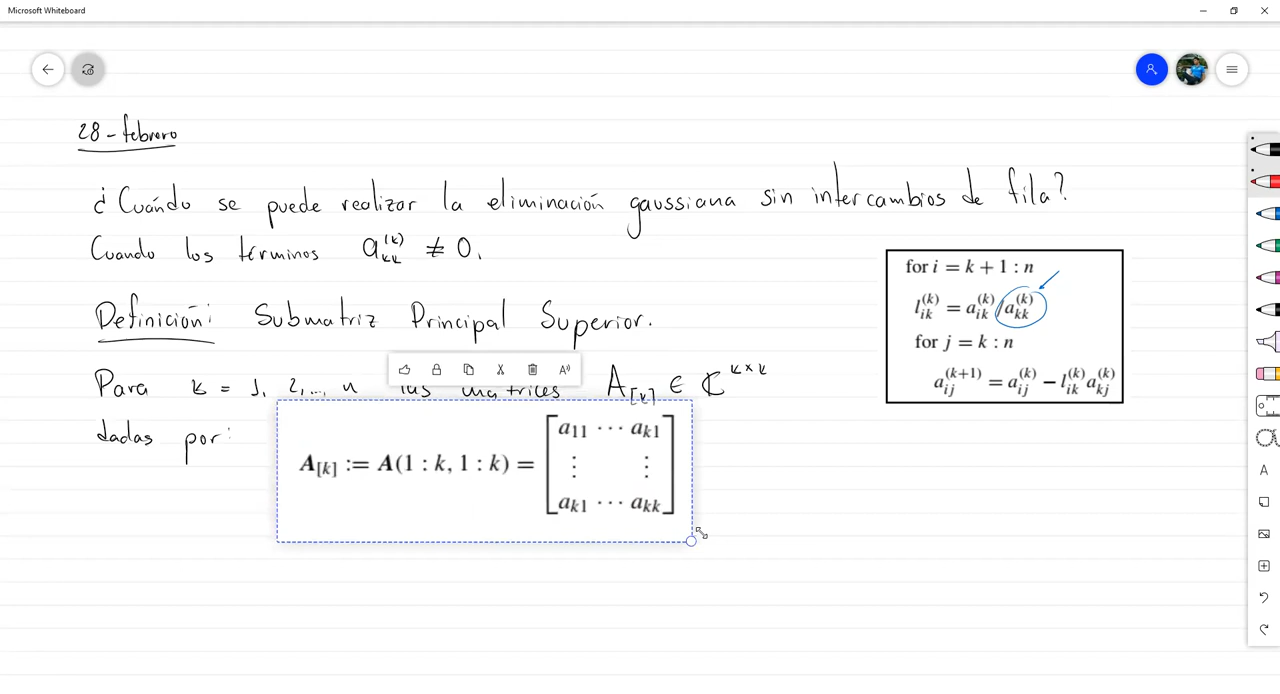 Microsoft Whiteboard
28 - febrero
¿Cuándo se puede realizar la eliminación gaussiana sin intercambios de fila?
Cuando los términos a_{kk}^{(k)} ≠ 0.
Definición: Submatriz Principal Superior.
Para k = 1, 2,... n las matrices A_{[k]} ∈ ℂ^{k×k}
dadas por:
A_{[k]} := A(1 : k, 1 : k) = [a_{11} ⋯ a_{k1}
⋮ ⋮
a_{k1} ⋯ a_{kk}]
for i = k + 1 : n
l_{ik}^{(k)} = a_{ik}^{(k)} / a_{kk}^{(k)}
for j = k : n
a_{ij}^{(k+1)} = a_{ij}^{(k)} − l_{ik}^{(k)} a_{kj}^{(k)}
A